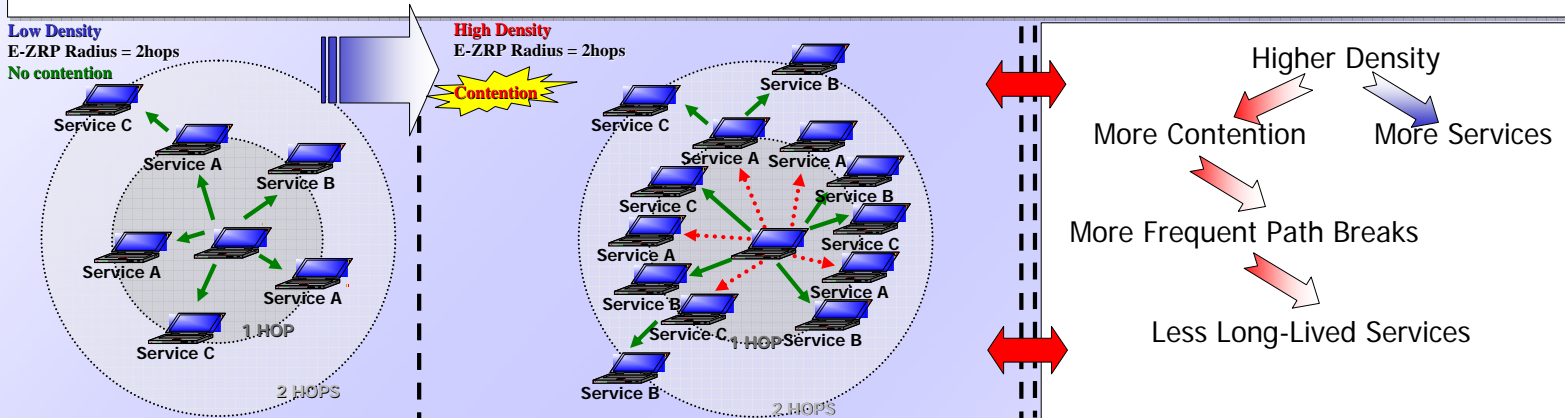 Low Density
E-ZRP Radius = 2hops
No contention
Service C
Service A
Service B
Service A
Service A
Service C
1 HOP
2 HOPS
High Density
E-ZRP Radius = 2hops
Contention
Service B
Service C
Service A
Service A
Service B
Service C
Service C
Service A
Service A
Service B
Service C
Service B
1 HOP
Service B
2 HOPS
Higher Density
More Contention
More Services
More Frequent Path Breaks
Less Long-Lived Services